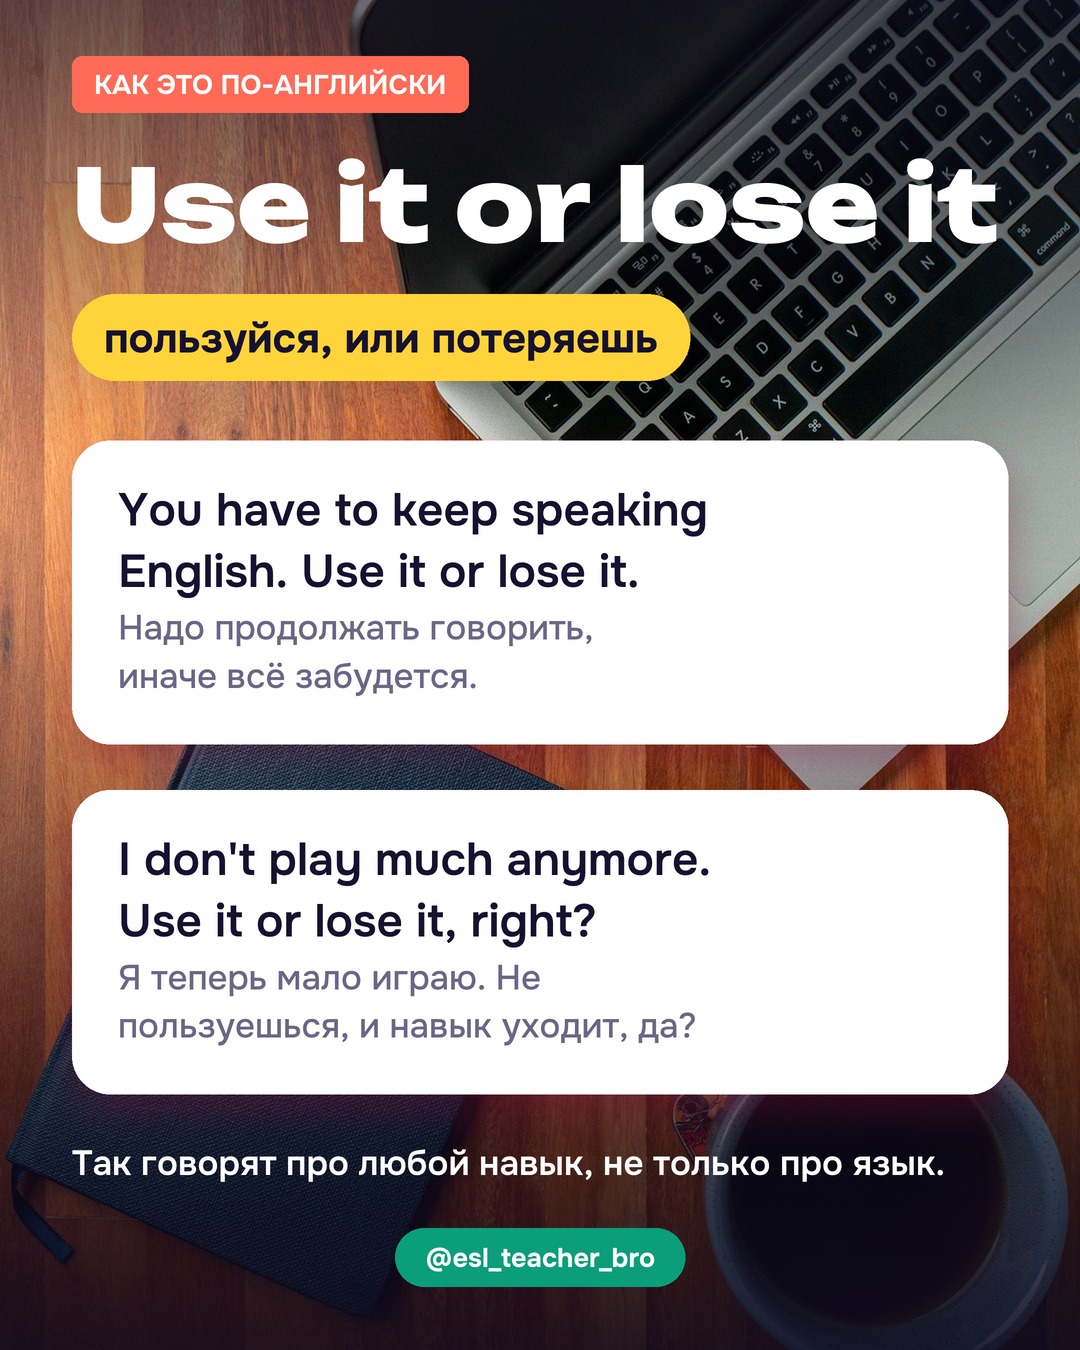 КАК ЭТО ПО-АНГЛИЙСКИ
Use it or lose it
пользуйся, или потеряешь
You have to keep speaking
English. Use it or lose it.
Надо продолжать говорить,
иначе всё забудется.
I don't play much anymore.
Use it or lose it, right?
Я теперь мало играю. Не
пользуешься, и навык уходит, да?
Так говорят про любой навык, не только про язык.
@esl_teacher_bro